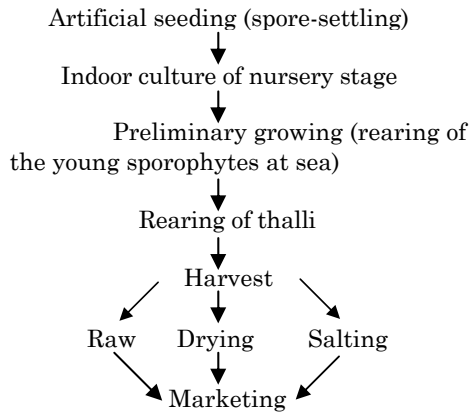 Artificial seeding (spore-settling)
Indoor culture of nursery stage
Preliminary growing (rearing of
the young sporophytes at sea)
Rearing of thalli
Harvest
Raw Drying Salting
Marketing